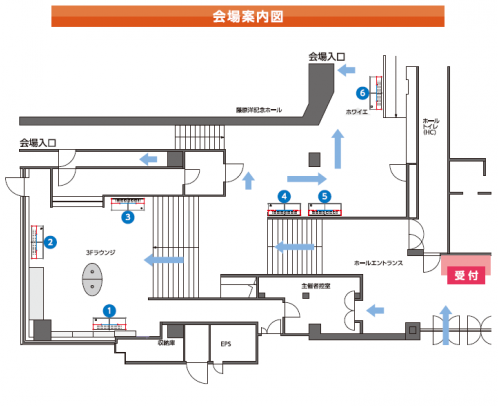 会場案内図
会場入口
6
藤原洋記念ホール
ホワイエ
ホール
トイレ
(HC)
会場入口
4
5
3
2
3Fラウンジ
ホールエントランス
受付
主催者控室
1
収納庫
EPS